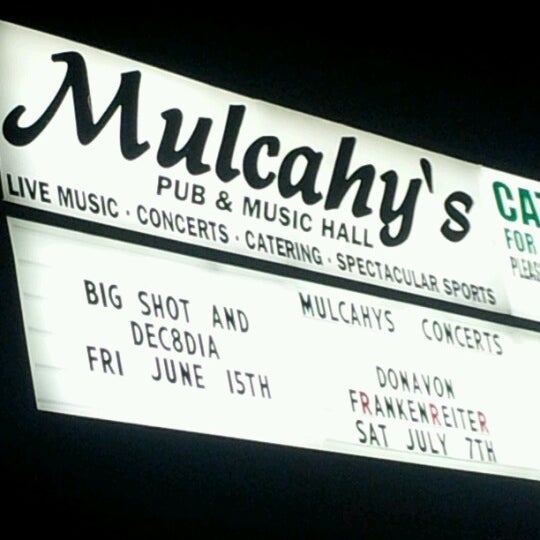 Mulcahy's
PUB & MUSIC HALL
LIVE MUSIC · CONCERTS · CATERING · SPECTACULAR SPORTS
FOR
BIG SHOT AND
DEC8DIA
FRI JUNE 15TH
MULCAHYS CONCERTS
DONAVON
FRANKENREITER
SAT JULY 7TH